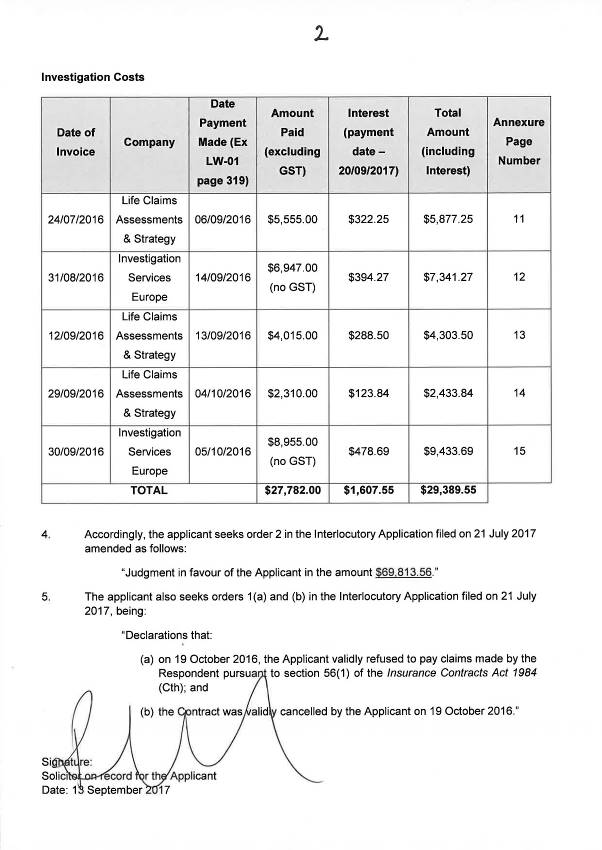 2
Investigation Costs
Date of Invoice | Company | Date Payment Made (Ex LW-01 page 319) | Amount Paid (excluding GST) | Interest (payment date – 20/09/2017) | Total Amount (including Interest) | Annexure Page Number
24/07/2016 | Life Claims Assessments & Strategy | 06/09/2016 | $5,555.00 | $322.25 | $5,877.25 | 11
31/08/2016 | Investigation Services Europe | 14/09/2016 | $6,947.00 (no GST) | $394.27 | $7,341.27 | 12
12/09/2016 | Life Claims Assessments & Strategy | 13/09/2016 | $4,015.00 | $288.50 | $4,303.50 | 13
29/09/2016 | Life Claims Assessments & Strategy | 04/10/2016 | $2,310.00 | $123.84 | $2,433.84 | 14
30/09/2016 | Investigation Services Europe | 05/10/2016 | $8,955.00 (no GST) | $478.69 | $9,433.69 | 15
TOTAL | $27,782.00 | $1,607.55 | $29,389.55
4. Accordingly, the applicant seeks order 2 in the Interlocutory Application filed on 21 July 2017
amended as follows:
"Judgment in favour of the Applicant in the amount $69,813.56."
5. The applicant also seeks orders 1(a) and (b) in the Interlocutory Application filed on 21 July
2017, being:
"Declarations that:
(a) on 19 October 2016, the Applicant validly refused to pay claims made by the
Respondent pursuant to section 56(1) of the Insurance Contracts Act 1984
(Cth); and
(b) the Contract was validly cancelled by the Applicant on 19 October 2016."
Signature:
Solicitor on record for the Applicant
Date: 13 September 2017